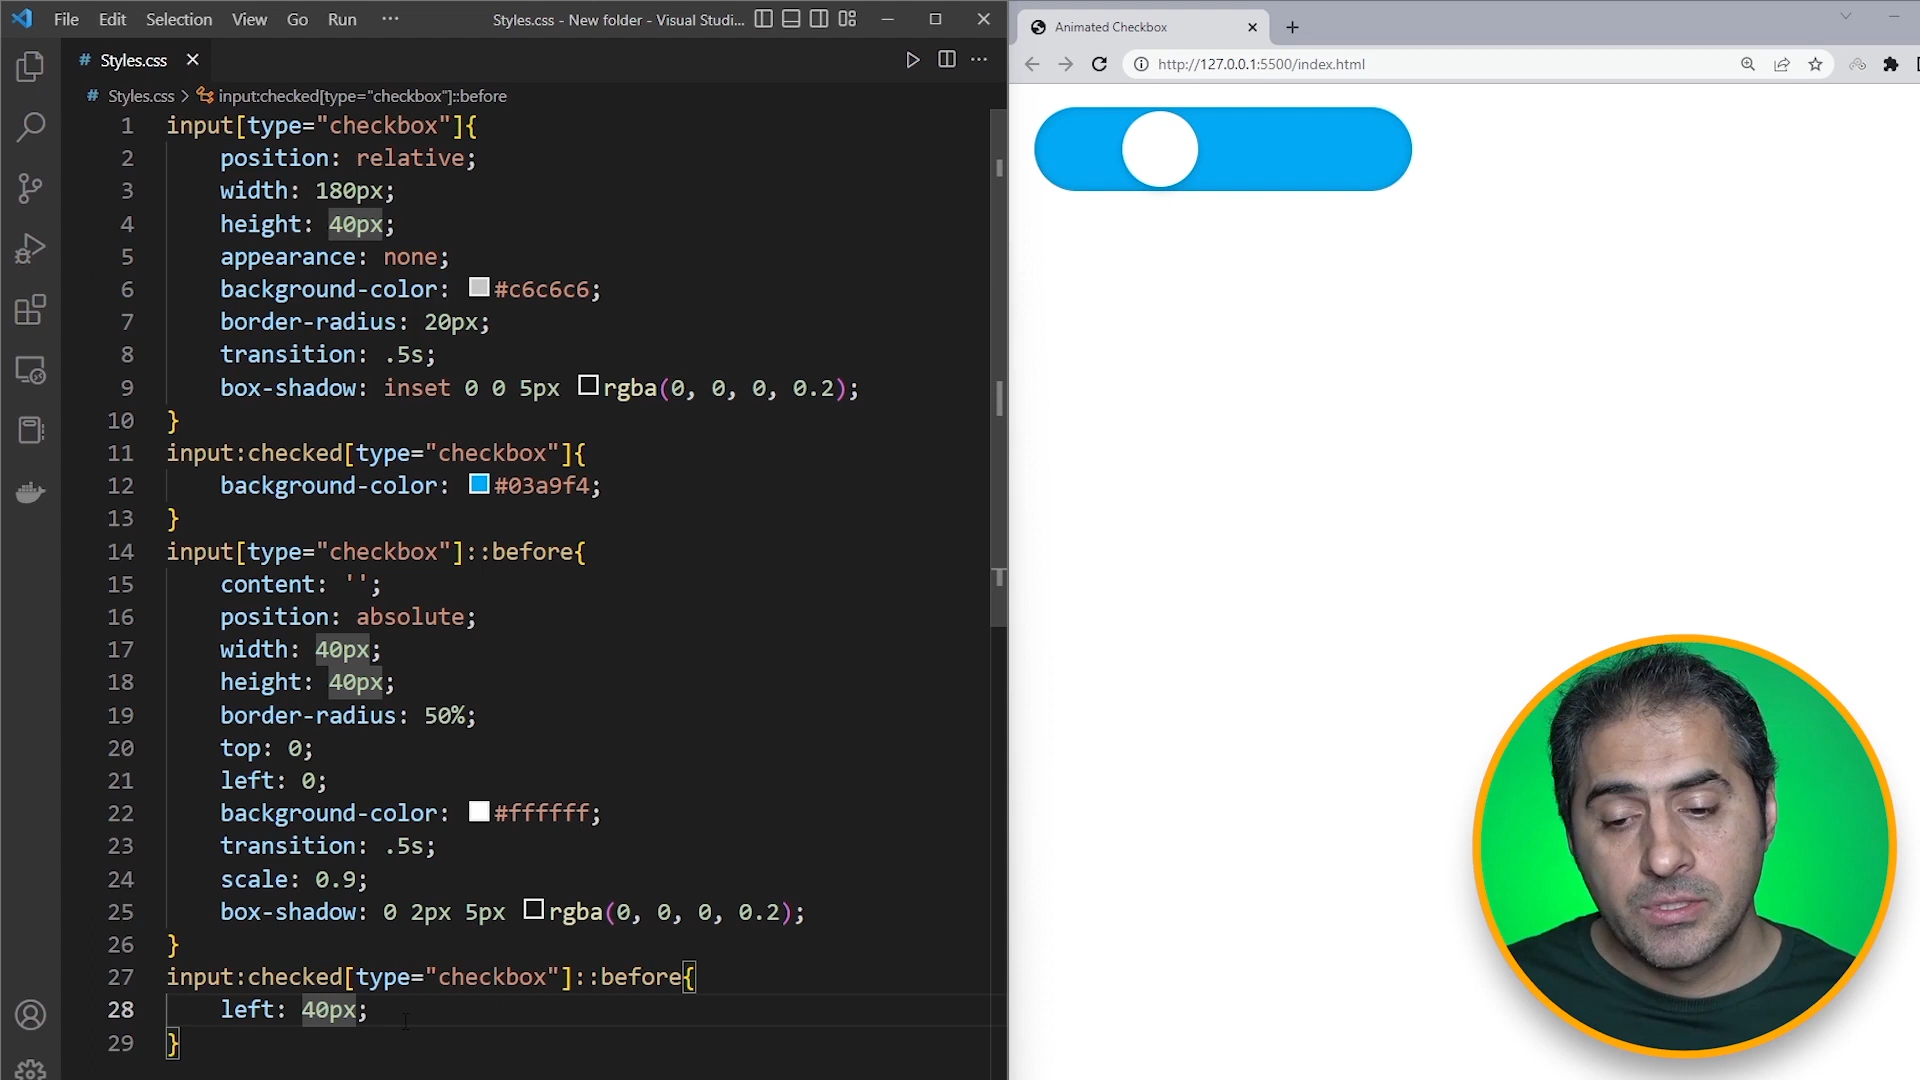 File Edit Selection View Go Run ··· Styles.css - New folder - Visual Studi...
# Styles.css
# Styles.css > input:checked[type="checkbox"]::before
1 input[type="checkbox"]{
2 position: relative;
3 width: 180px;
4 height: 40px;
5 appearance: none;
6 background-color: #c6c6c6;
7 border-radius: 20px;
8 transition: .5s;
9 box-shadow: inset 0 0 5px rgba(0, 0, 0, 0.2);
10 }
11 input:checked[type="checkbox"]{
12 background-color: #03a9f4;
13 }
14 input[type="checkbox"]::before{
15 content: '';
16 position: absolute;
17 width: 40px;
18 height: 40px;
19 border-radius: 50%;
20 top: 0;
21 left: 0;
22 background-color: #ffffff;
23 transition: .5s;
24 scale: 0.9;
25 box-shadow: 0 2px 5px rgba(0, 0, 0, 0.2);
26 }
27 input:checked[type="checkbox"]::before{
28 left: 40px;
29 }
Animated Checkbox
http://127.0.0.1:5500/index.html